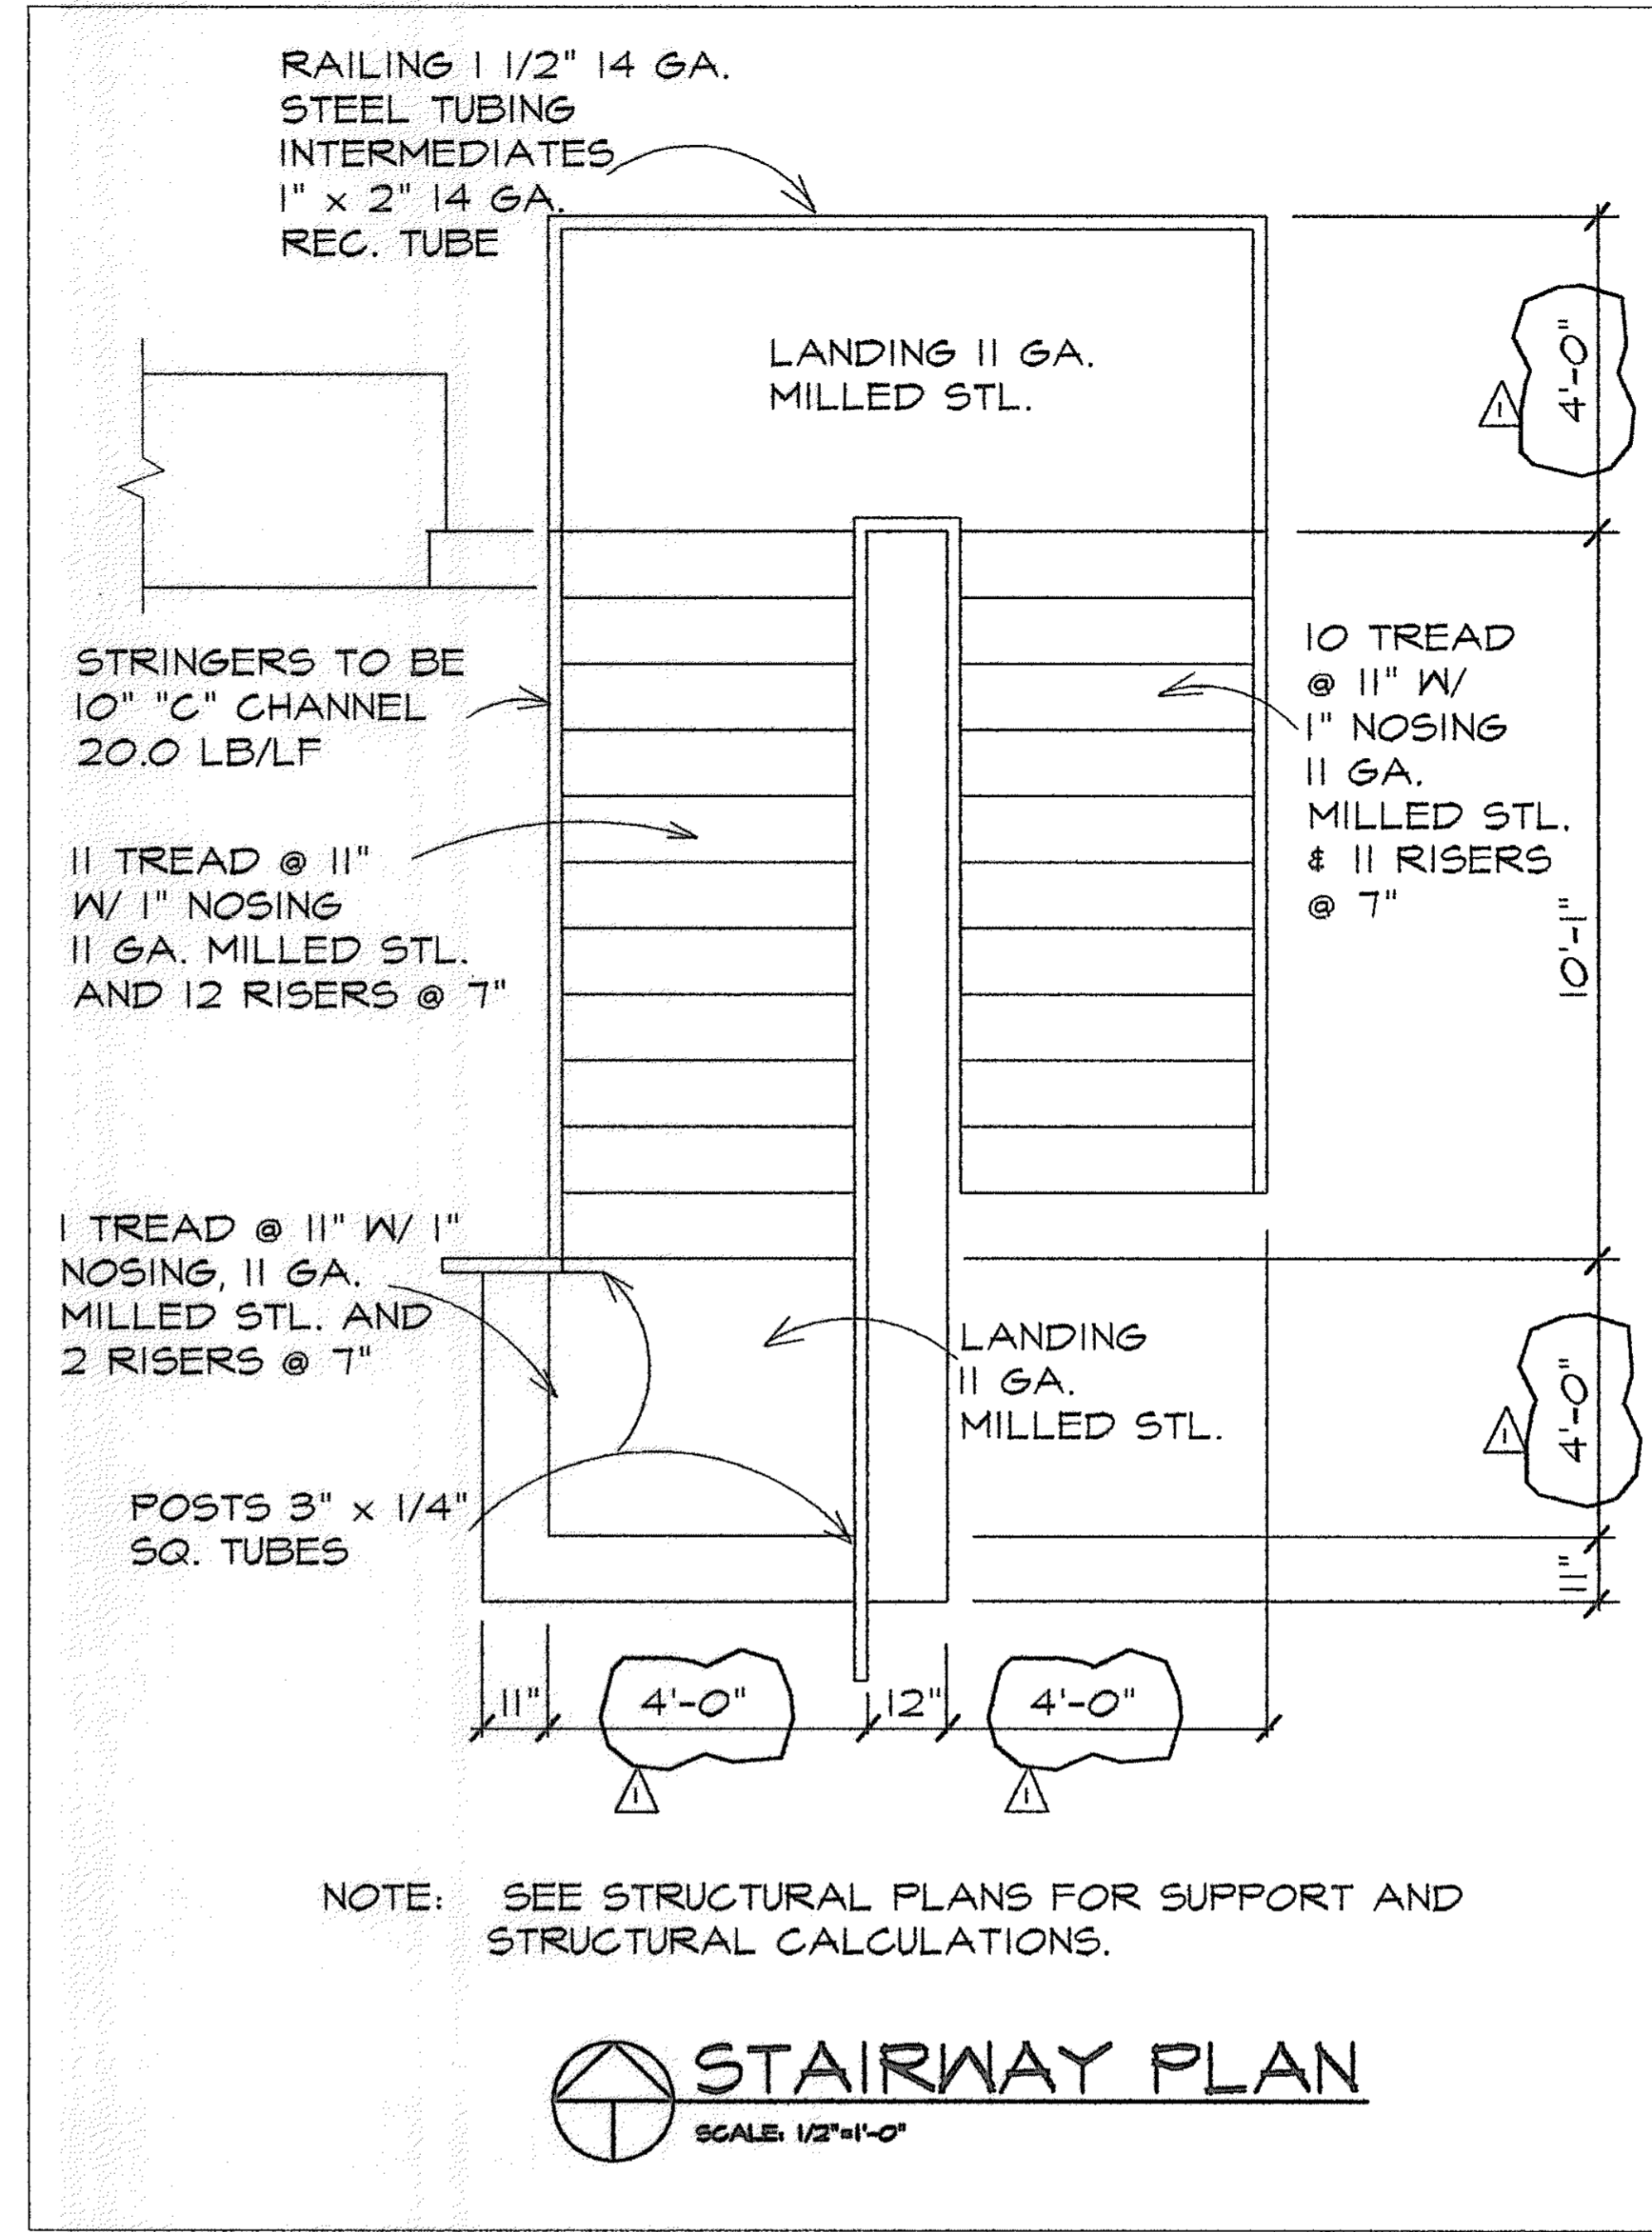 RAILING 1 1/2" 14 GA.
STEEL TUBING
INTERMEDIATES
1" x 2" 14 GA.
REC. TUBE
LANDING 11 GA.
MILLED STL.
4'-0"
1
STRINGERS TO BE
10" "C" CHANNEL
20.0 LB/LF
10 TREAD
@ 11" W/
1" NOSING
11 GA.
MILLED STL.
& 11 RISERS
@ 7"
11 TREAD @ 11"
W/ 1" NOSING
11 GA. MILLED STL.
AND 12 RISERS @ 7"
10'-1"
1 TREAD @ 11" W/ 1"
NOSING, 11 GA.
MILLED STL. AND
2 RISERS @ 7"
LANDING
11 GA.
MILLED STL.
4'-0"
1
POSTS 3" x 1/4"
SQ. TUBES
11"
11"
4'-0"
12"
4'-0"
1
1
NOTE: SEE STRUCTURAL PLANS FOR SUPPORT AND
STRUCTURAL CALCULATIONS.
STAIRWAY PLAN
SCALE: 1/2"=1'-0"